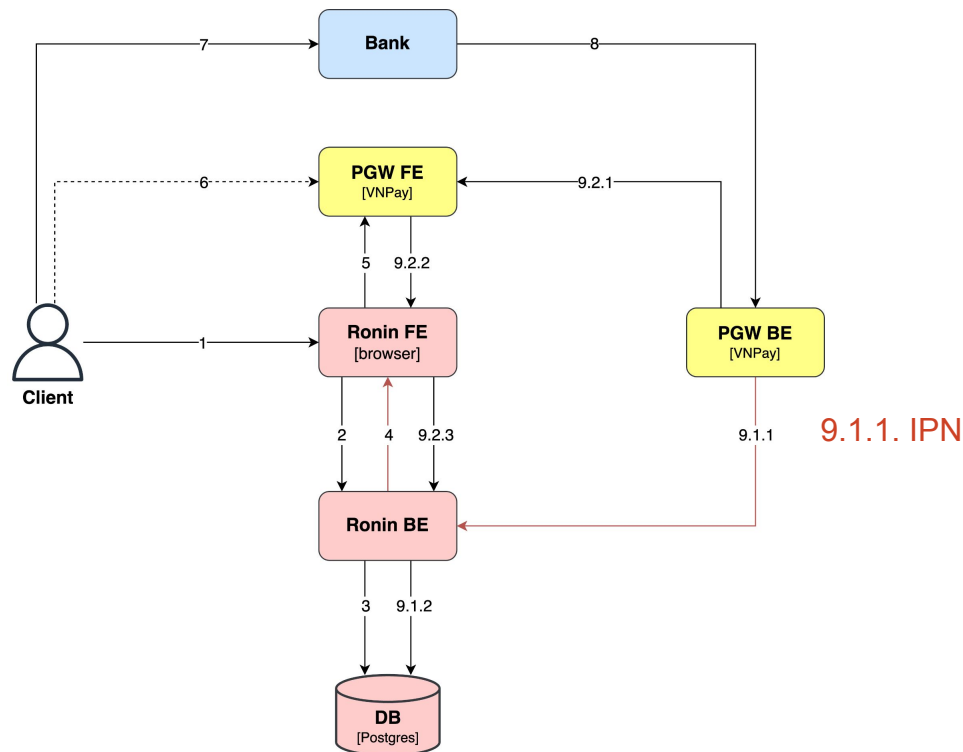 Bank
7
8
PGW FE
[VNPay]
6
9.2.1
5
9.2.2
Ronin FE
[browser]
1
PGW BE
[VNPay]
Client
2
4
9.2.3
9.1.1
9.1.1. IPN
Ronin BE
3
9.1.2
DB
[Postgres]